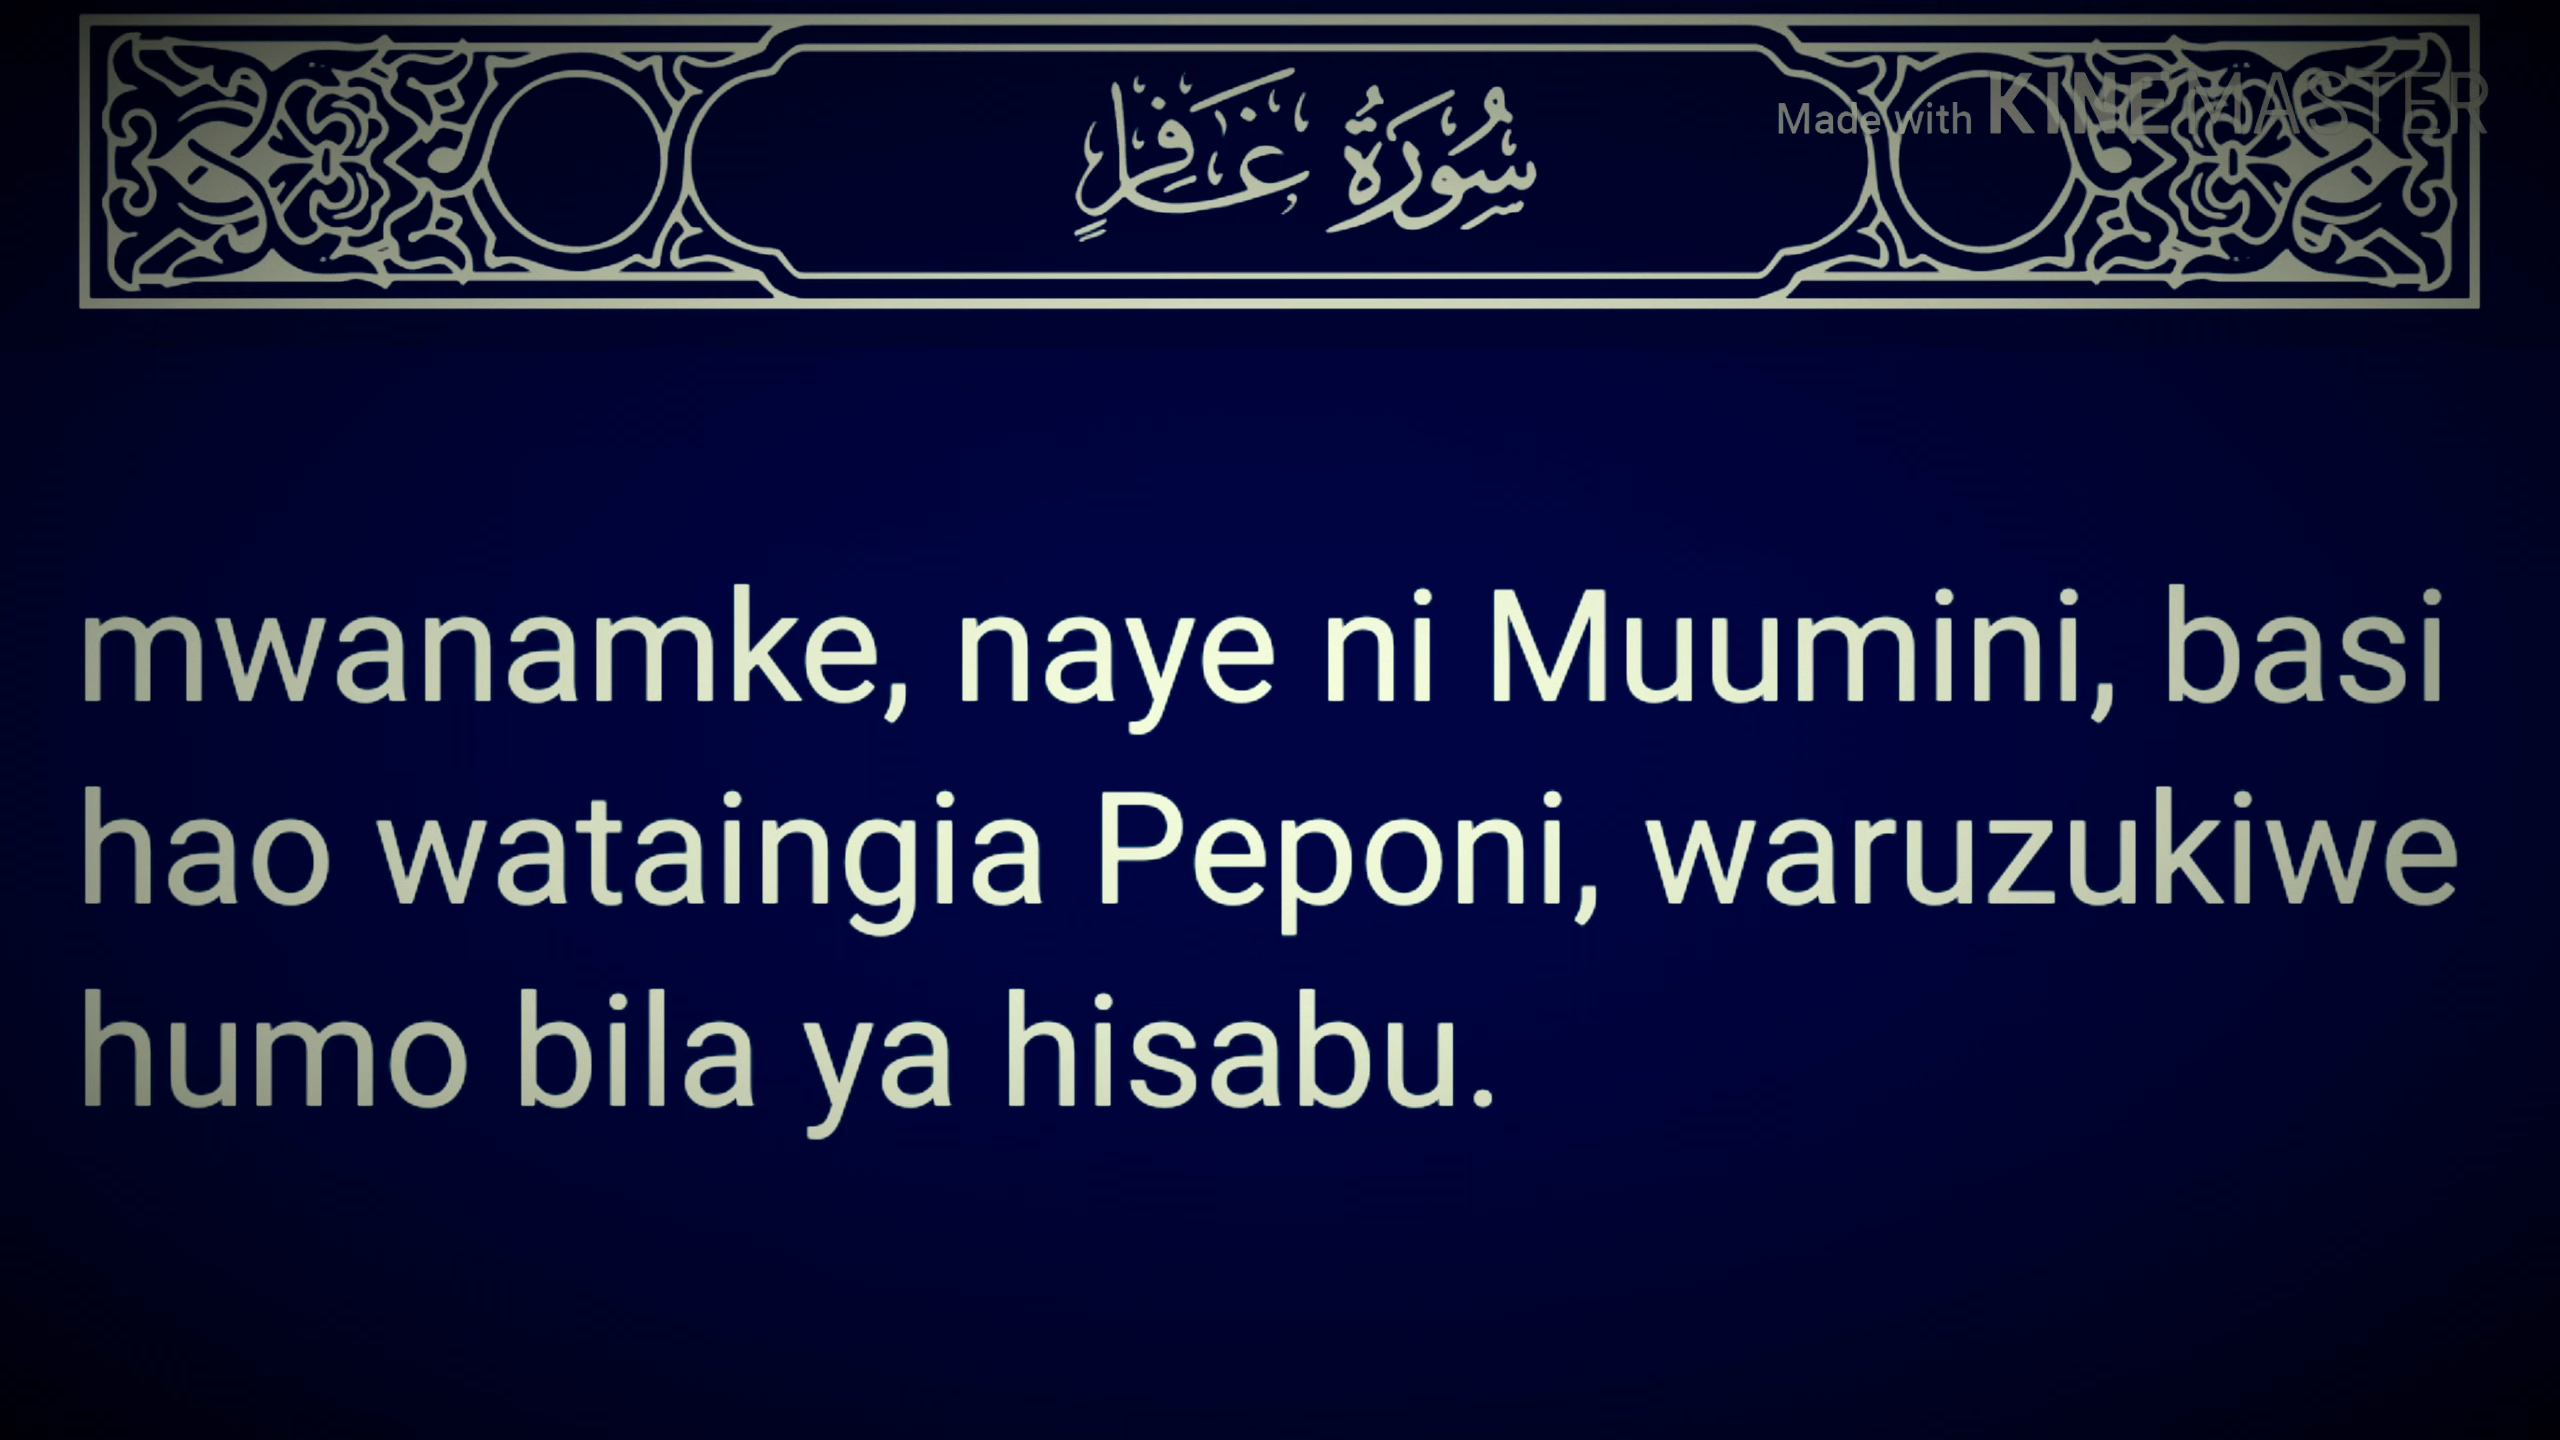 سُورَةُ غَافِرٍ
Made with KINEMASTER
mwanamke, naye ni Muumini, basi
hao wataingia Peponi, waruzukiwe
humo bila ya hisabu.